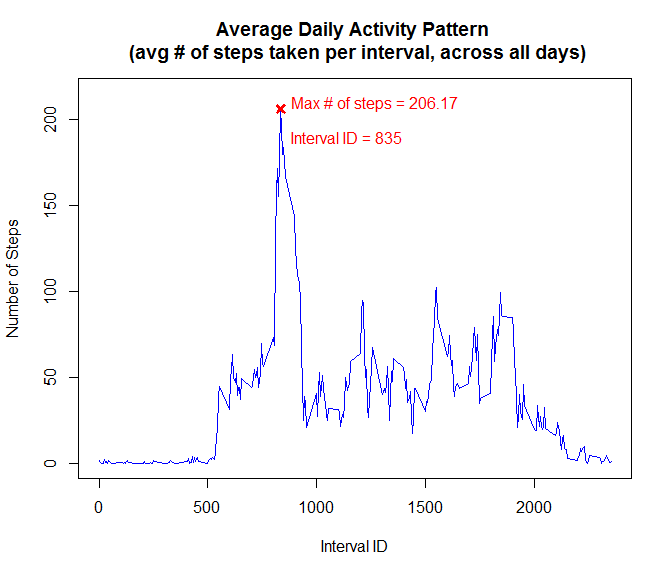 Average Daily Activity Pattern
(avg # of steps taken per interval, across all days)
Max # of steps = 206.17
Interval ID = 835
Number of Steps
200
150
100
50
0
0 500 1000 1500 2000
Interval ID